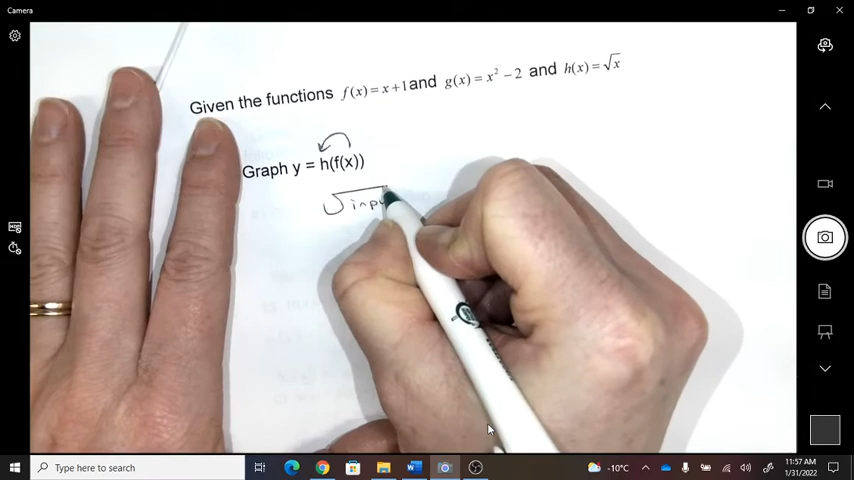 Camera
Given the functions f(x) = x + 1 and g(x) = x² − 2 and h(x) = √x
Graph y = h(f(x))
Type here to search
-10°C
11:57 AM
1/31/2022